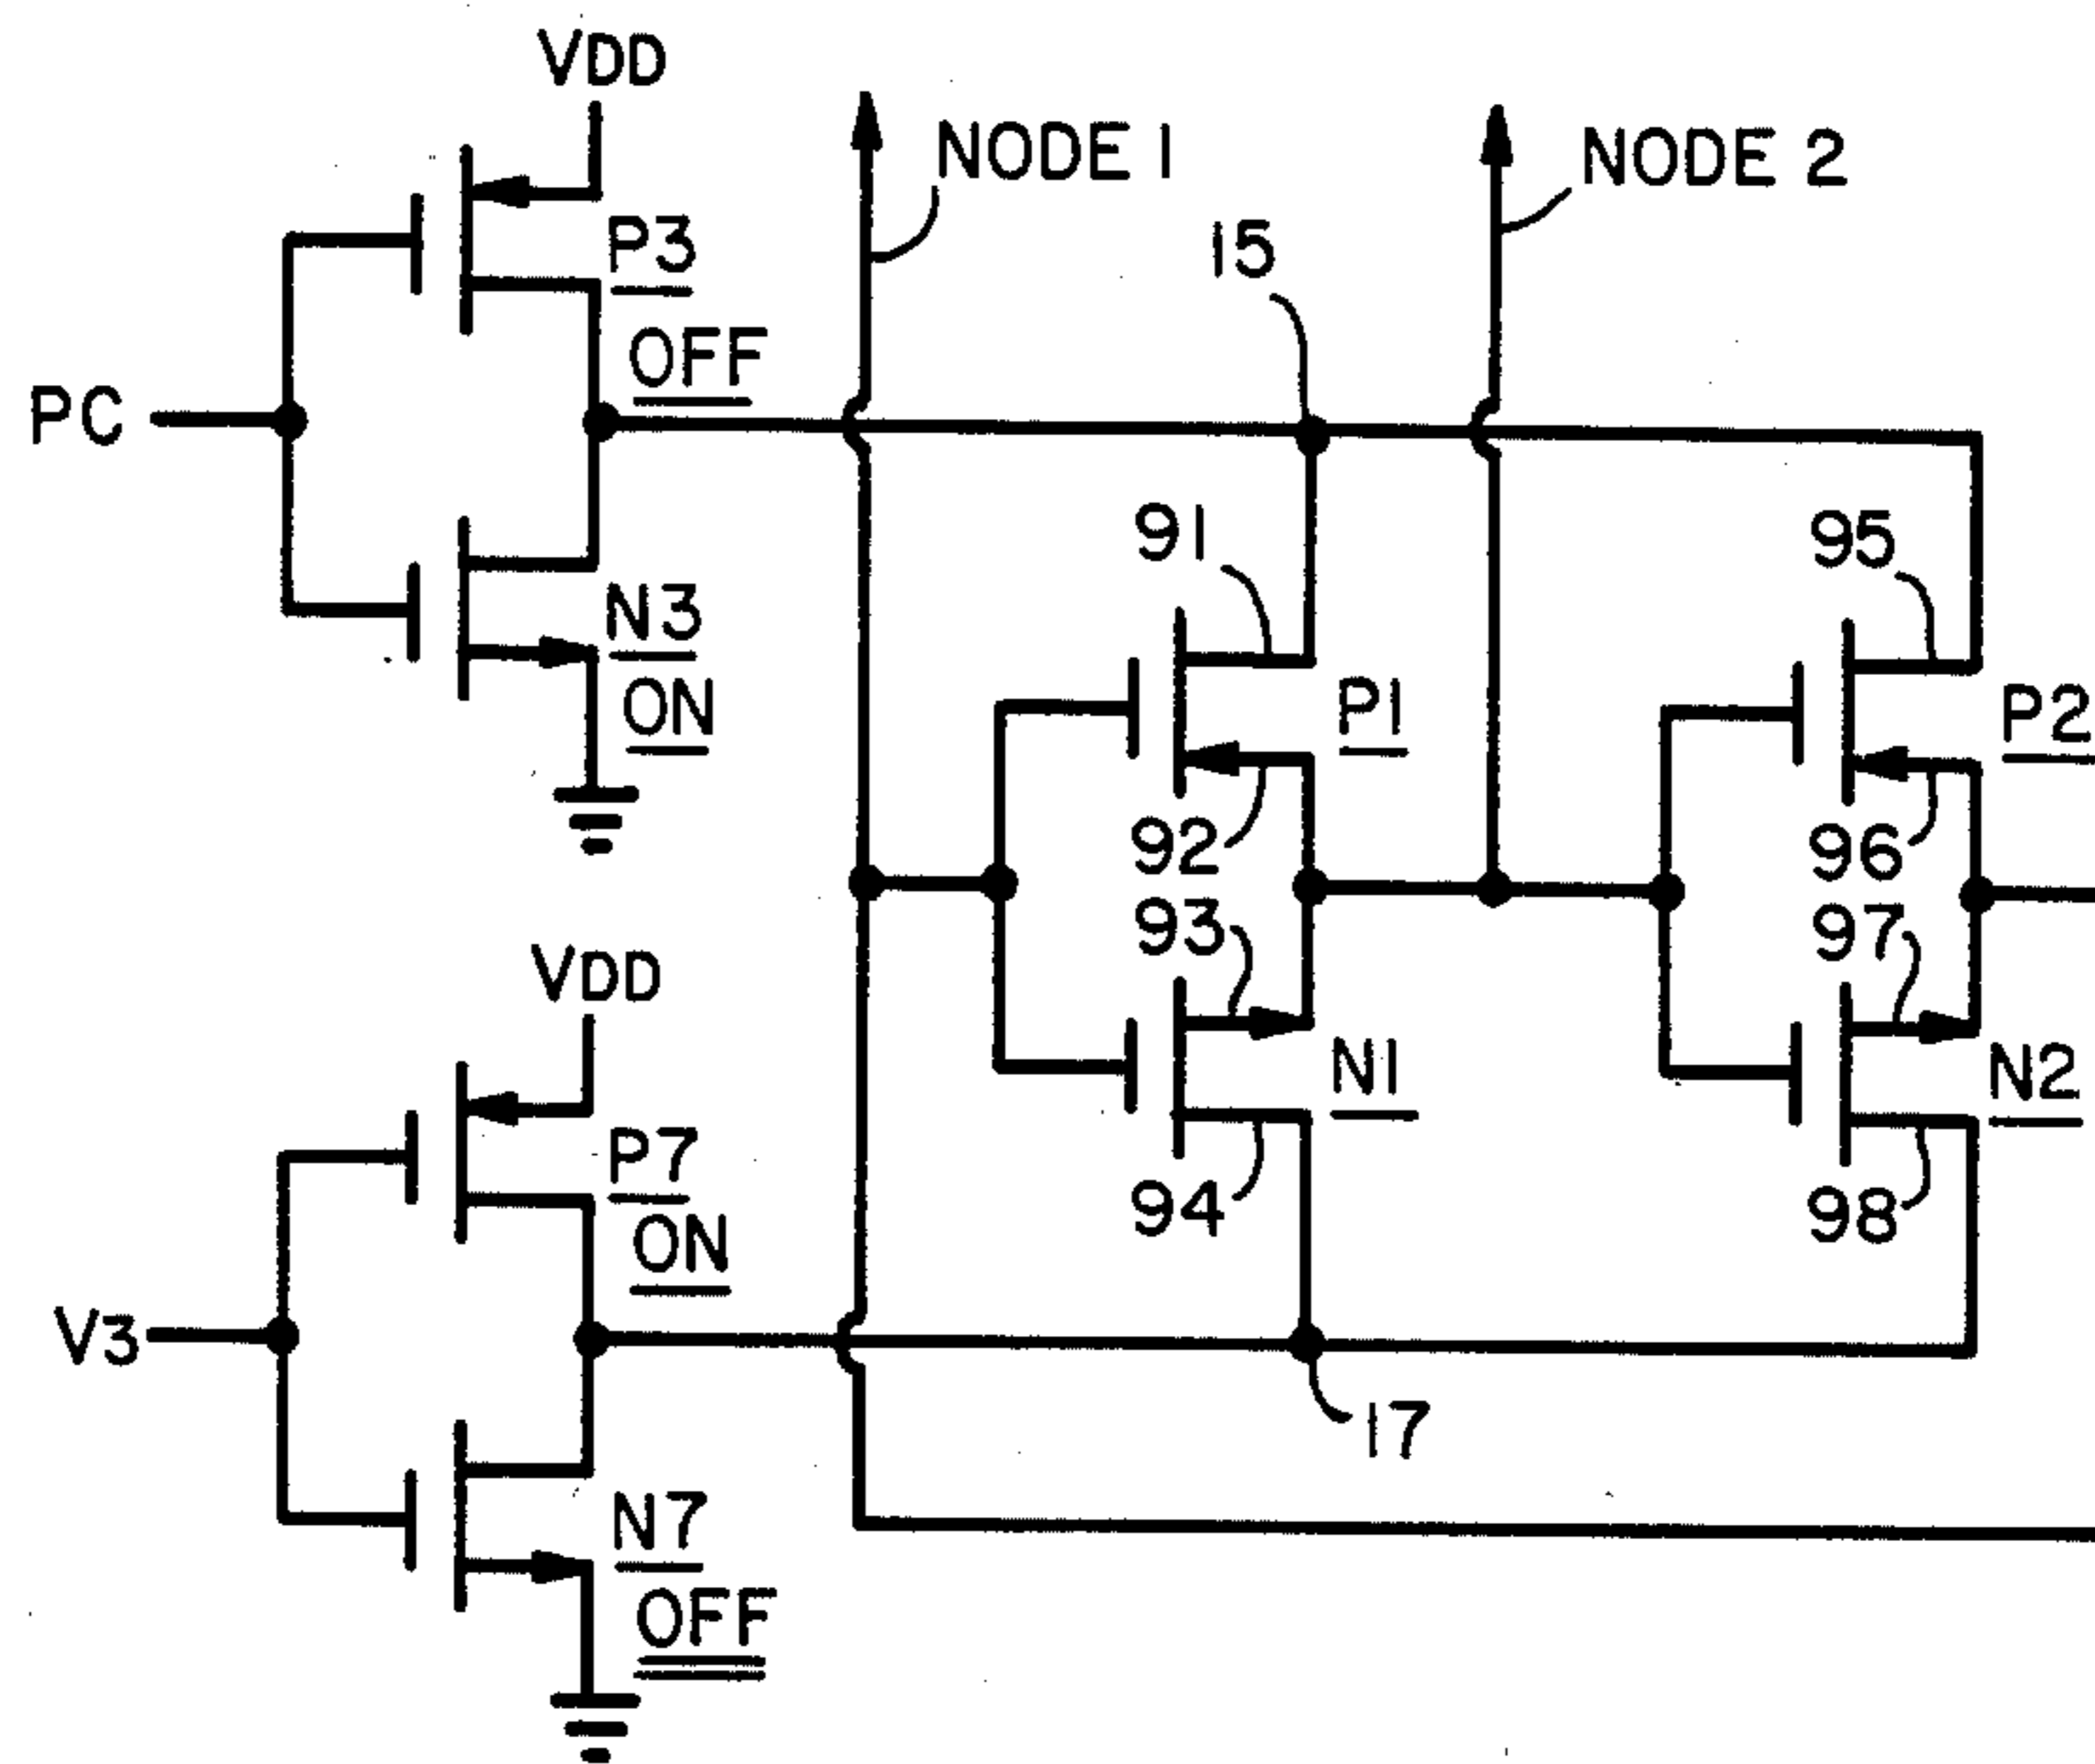 VDD
NODE 1
NODE 2
P3
15
OFF
PC
91
95
N3
ON
P1
P2
92
96
93
97
VDD
N1
N2
P7
94
98
ON
V3
17
N7
OFF